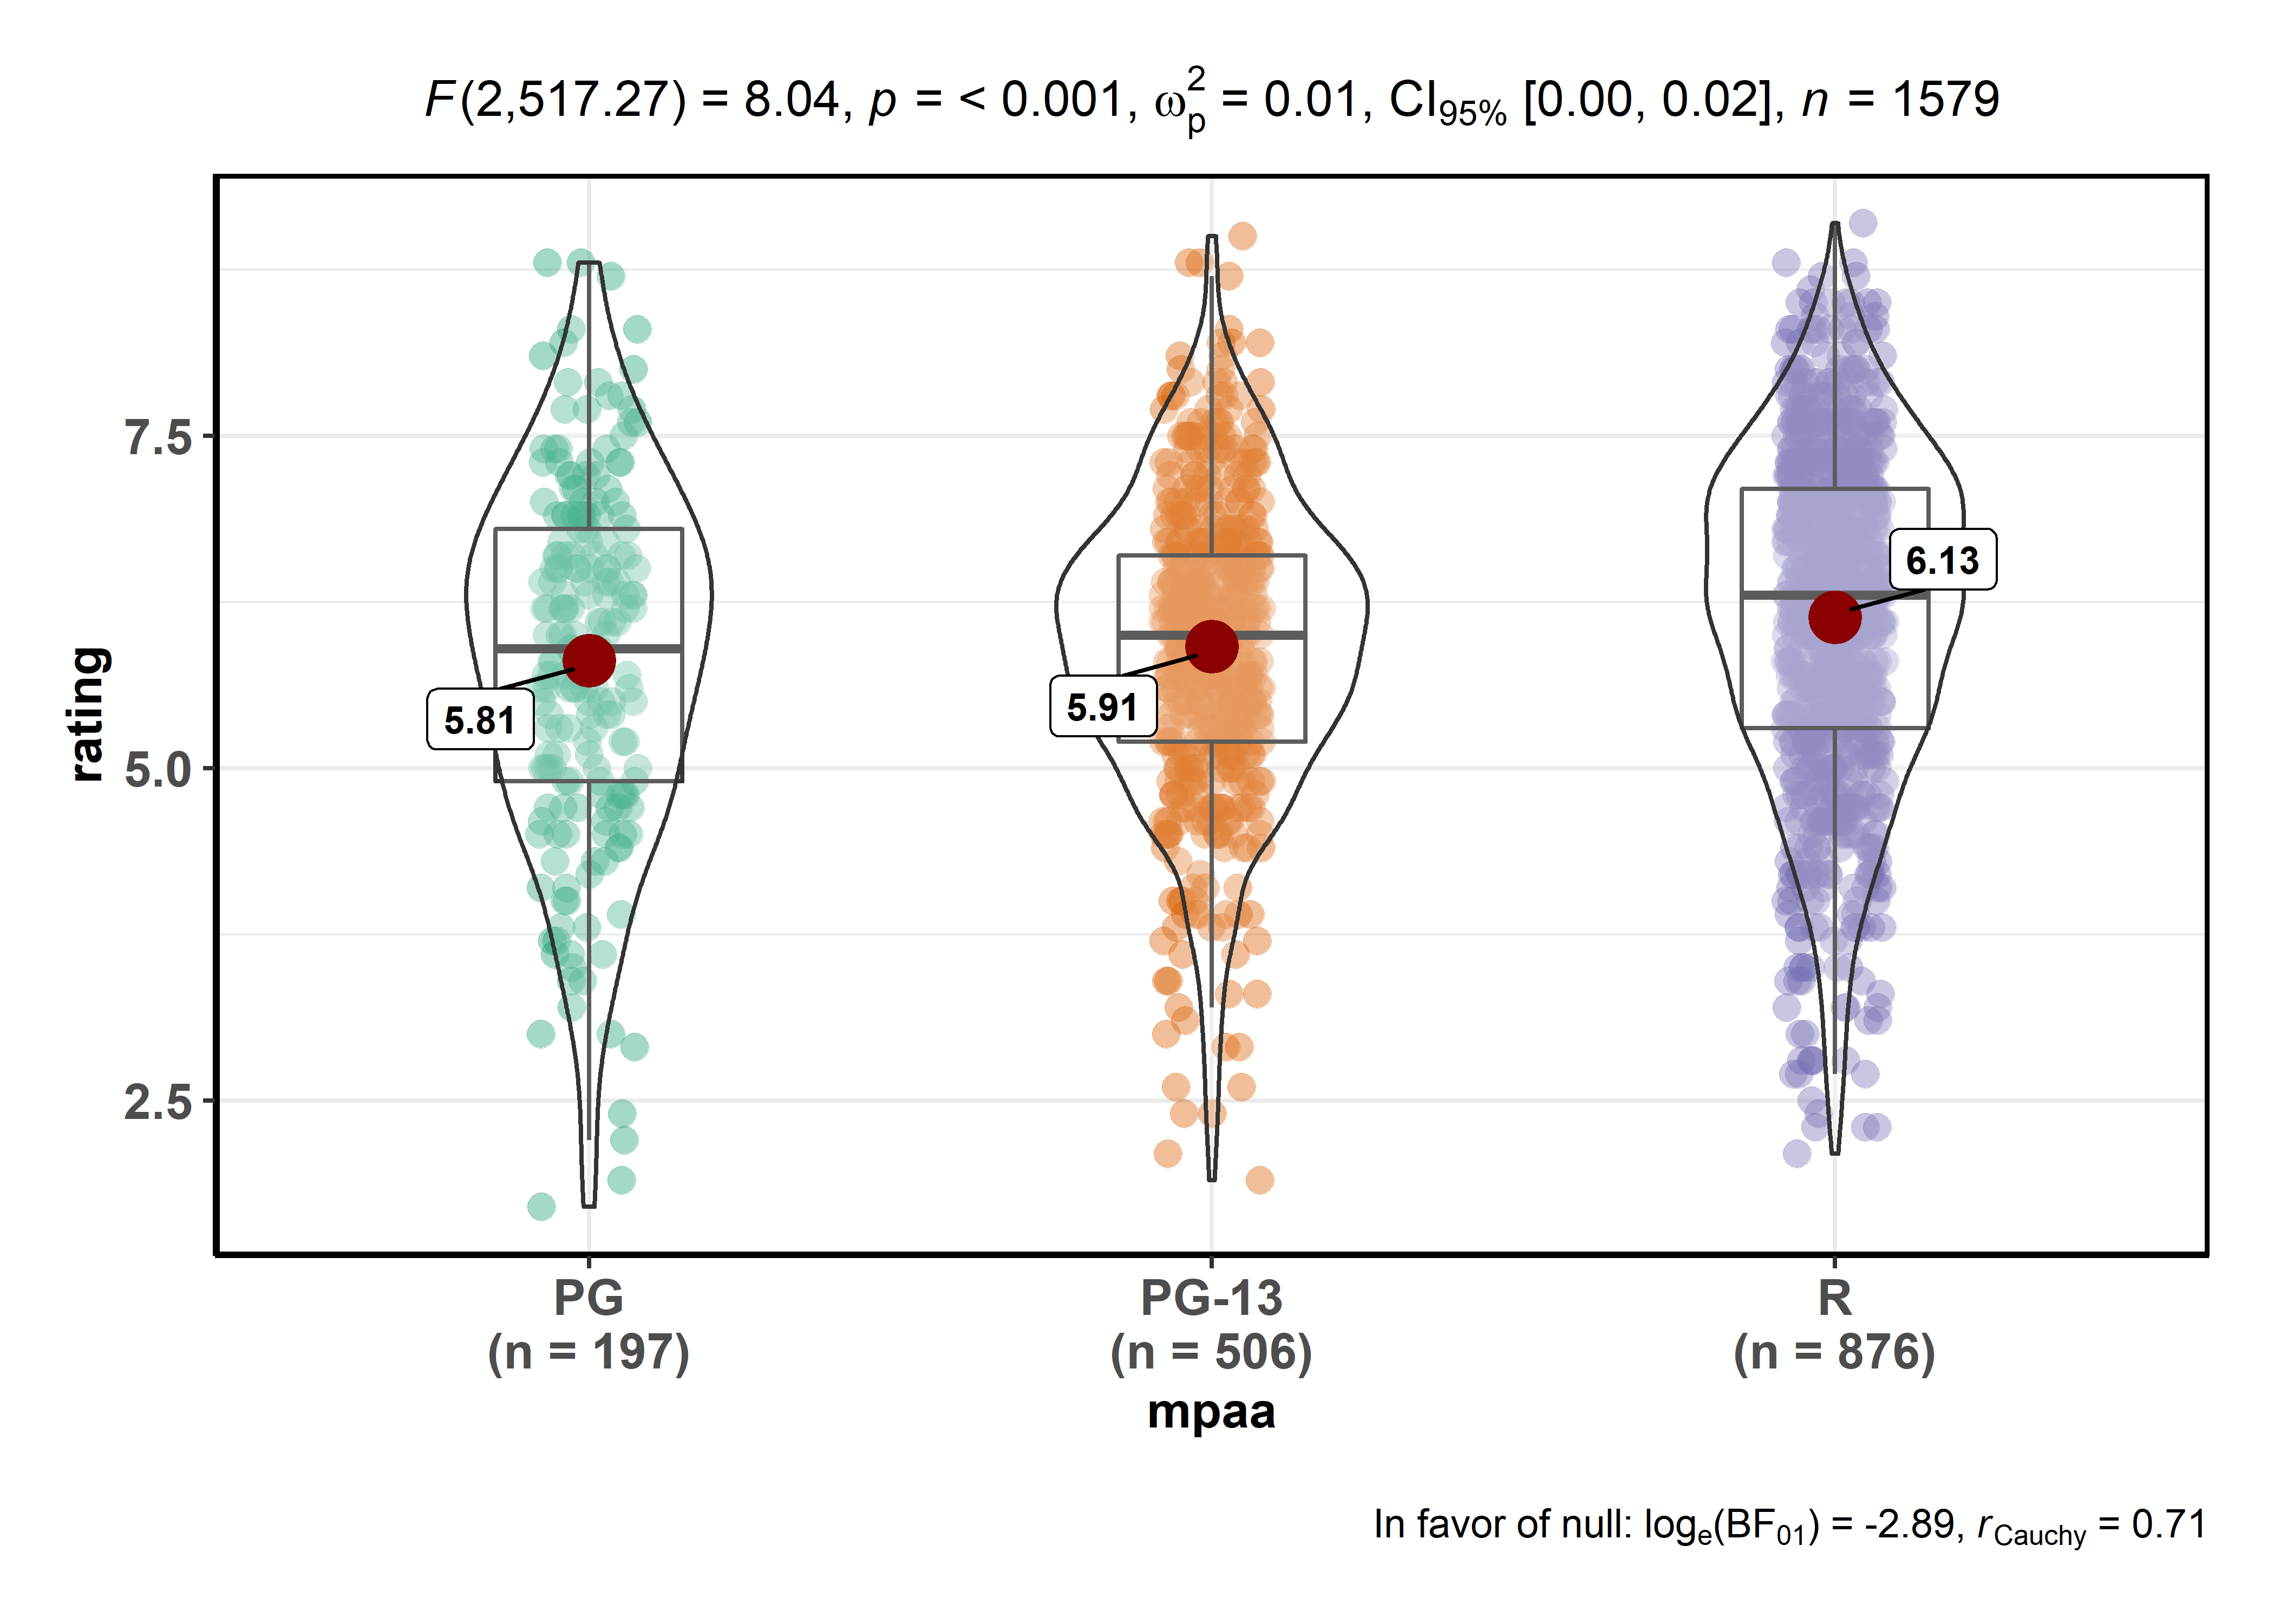 F(2,517.27) = 8.04, p = < 0.001, ω²ₚ = 0.01, CI₉₅% [0.00, 0.02], n = 1579
7.5
5.0
2.5
rating
5.81
5.91
6.13
PG
(n = 197)
PG-13
(n = 506)
R
(n = 876)
mpaa
In favor of null: logₑ(BF₀₁) = -2.89, r Cauchy = 0.71